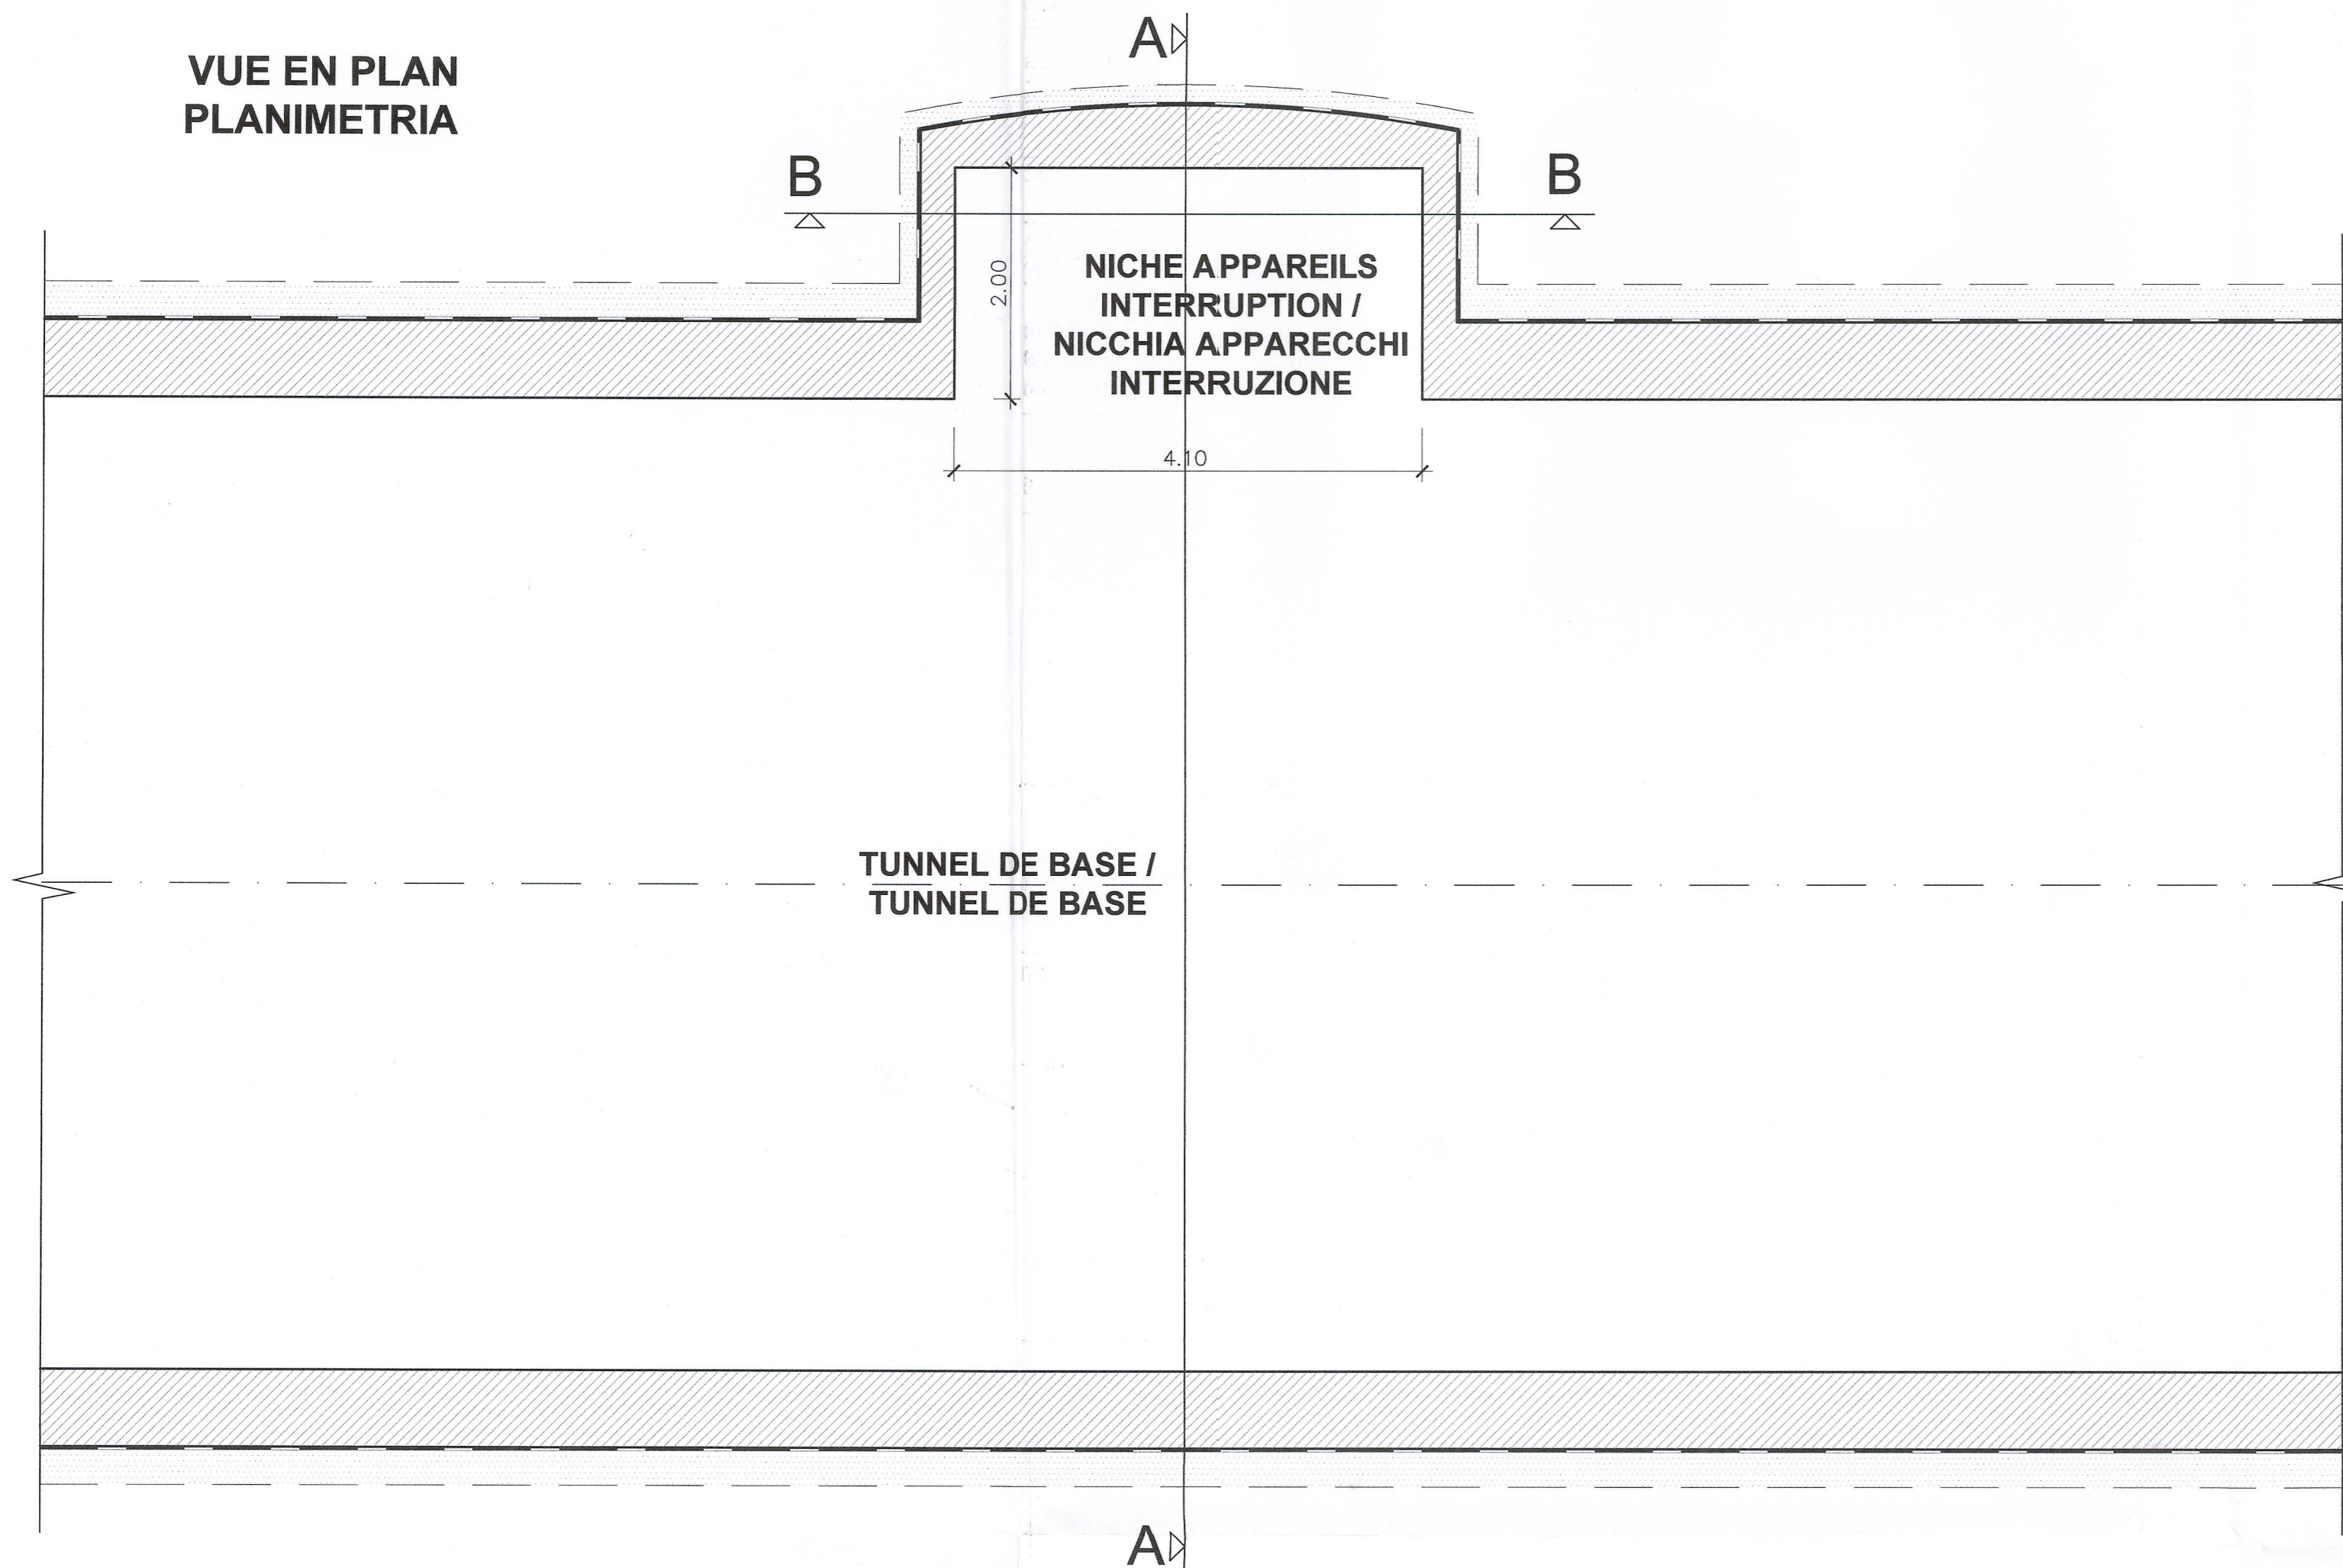 VUE EN PLAN
PLANIMETRIA
A
B
B
2.00
NICHE APPAREILS
INTERRUPTION /
NICCHIA APPARECCHI
INTERRUZIONE
4.10
TUNNEL DE BASE /
TUNNEL DE BASE
A